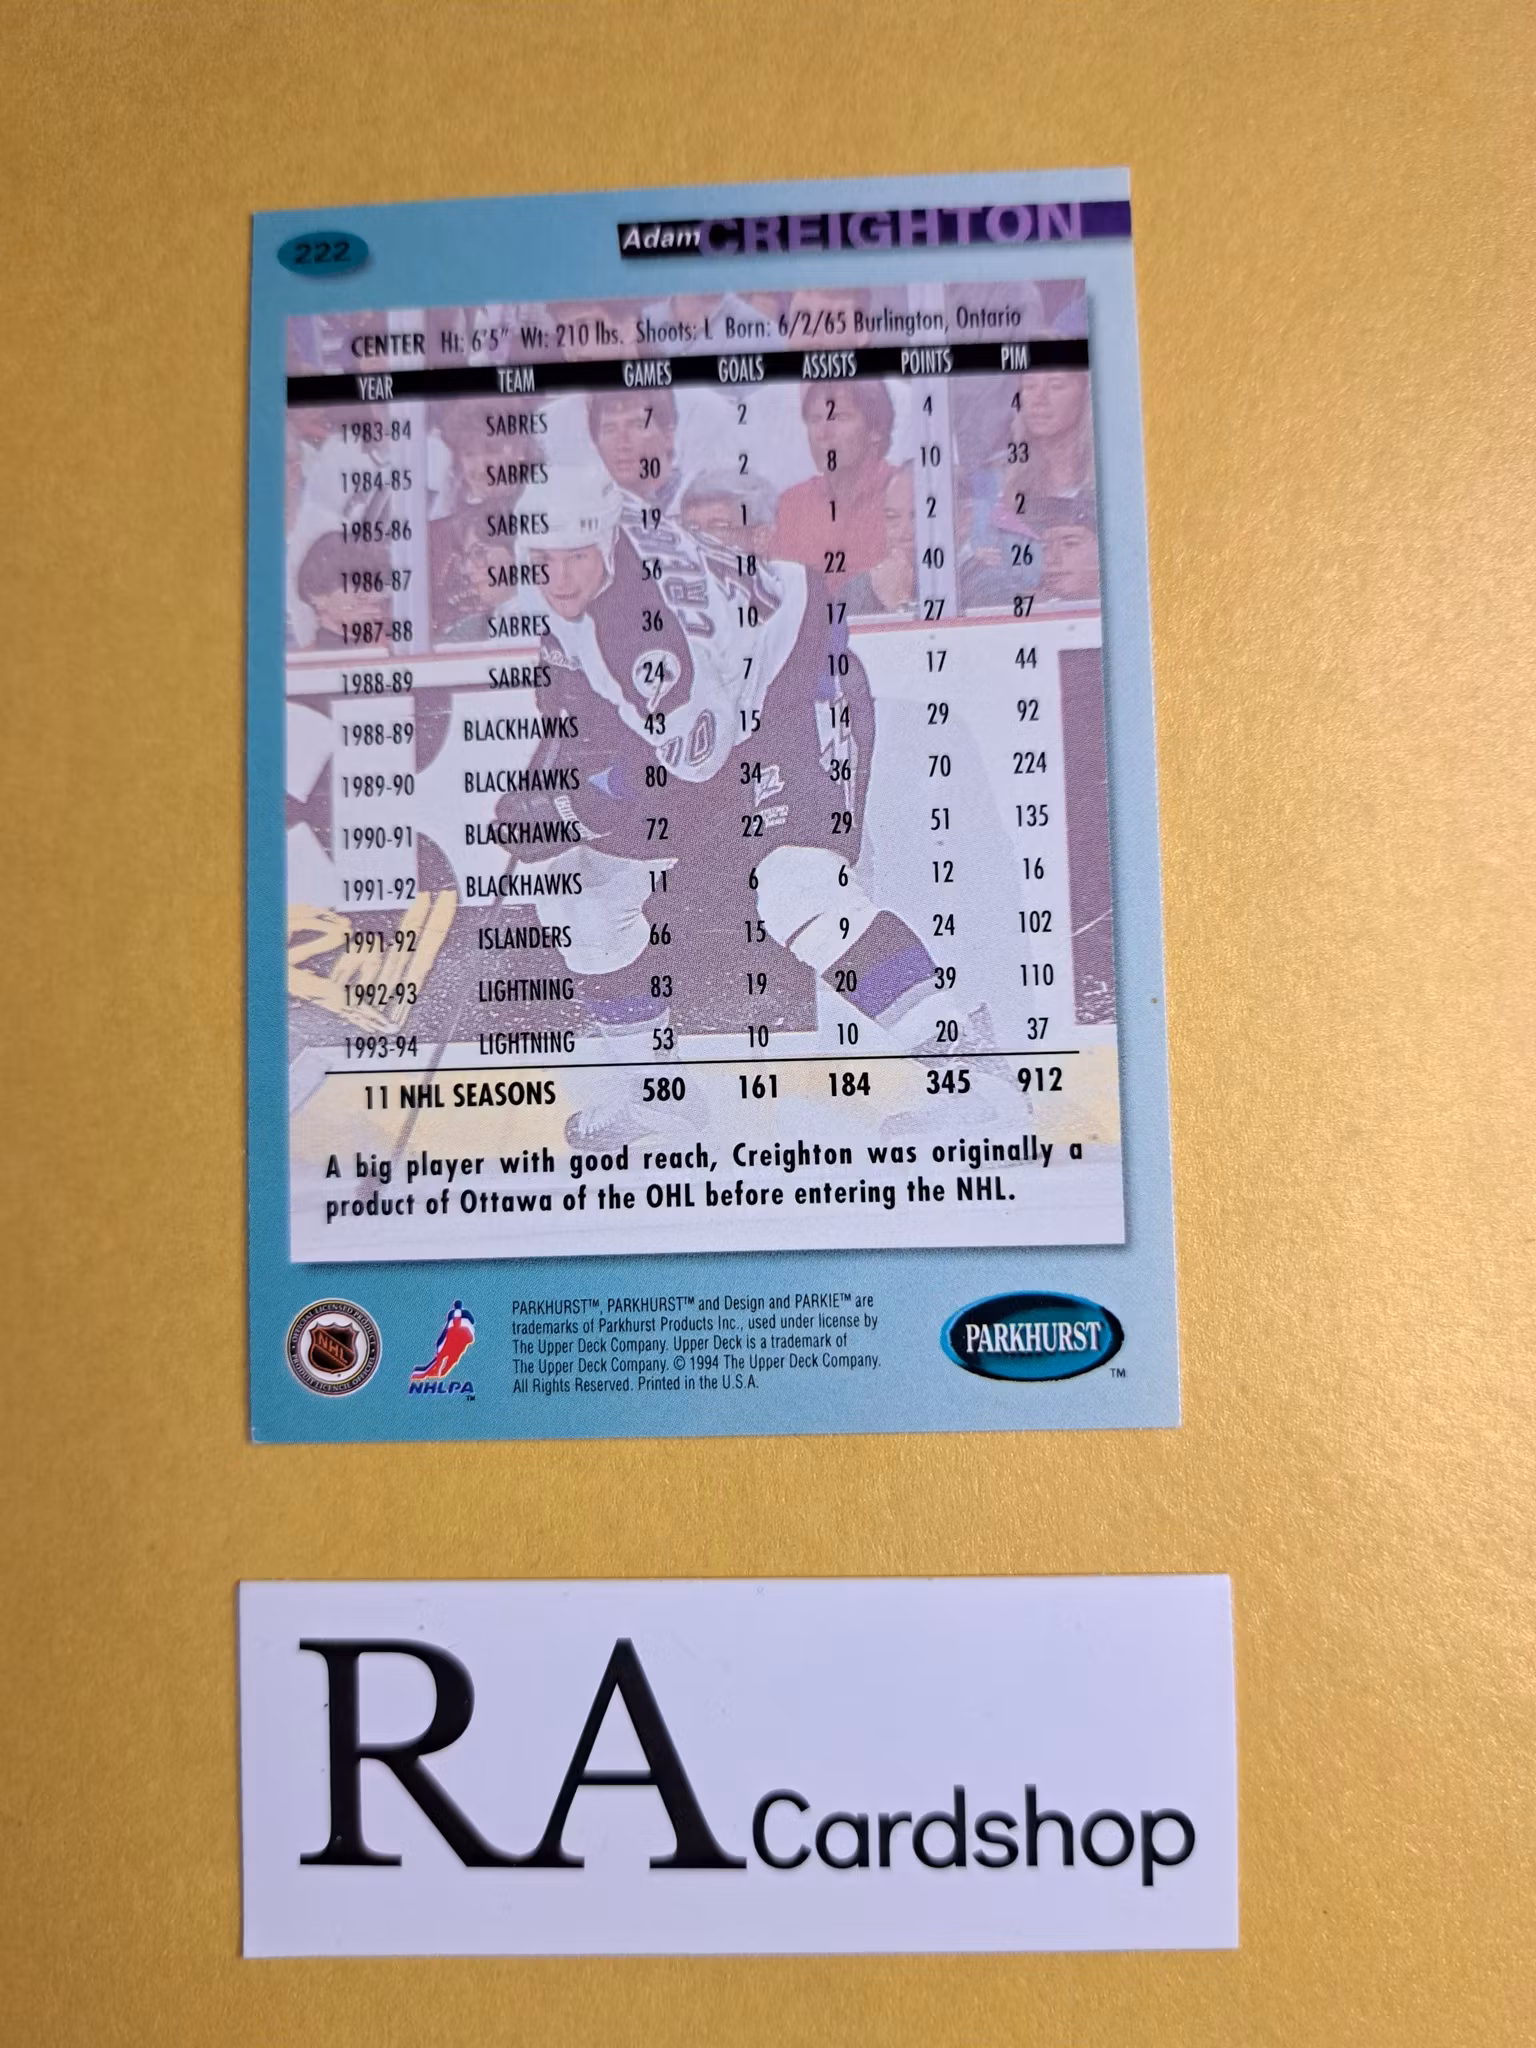 222
Adam CREIGHTON
CENTER Ht: 6'5" Wt: 210 lbs. Shoots: L Born: 6/2/65 Burlington, Ontario
YEAR TEAM GAMES GOALS ASSISTS POINTS PIM
1983-84 SABRES 7 2 2 4 4
1984-85 SABRES 30 2 8 10 33
1985-86 SABRES 19 1 1 2 2
1986-87 SABRES 56 18 22 40 26
1987-88 SABRES 36 10 17 27 87
1988-89 SABRES 24 7 10 17 44
1988-89 BLACKHAWKS 43 15 14 29 92
1989-90 BLACKHAWKS 80 34 36 70 224
1990-91 BLACKHAWKS 72 22 29 51 135
1991-92 BLACKHAWKS 11 6 6 12 16
1991-92 ISLANDERS 66 15 9 24 102
1992-93 LIGHTNING 83 19 20 39 110
1993-94 LIGHTNING 53 10 10 20 37
11 NHL SEASONS 580 161 184 345 912
A big player with good reach, Creighton was originally a
product of Ottawa of the OHL before entering the NHL.
NHL
NHLPA
PARKHURST™, PARKHURST™ and Design and PARKIE™ are
trademarks of Parkhurst Products Inc., used under license by
The Upper Deck Company. Upper Deck is a trademark of
The Upper Deck Company. © 1994 The Upper Deck Company.
All Rights Reserved. Printed in the U.S.A.
PARKHURST™
RA Cardshop